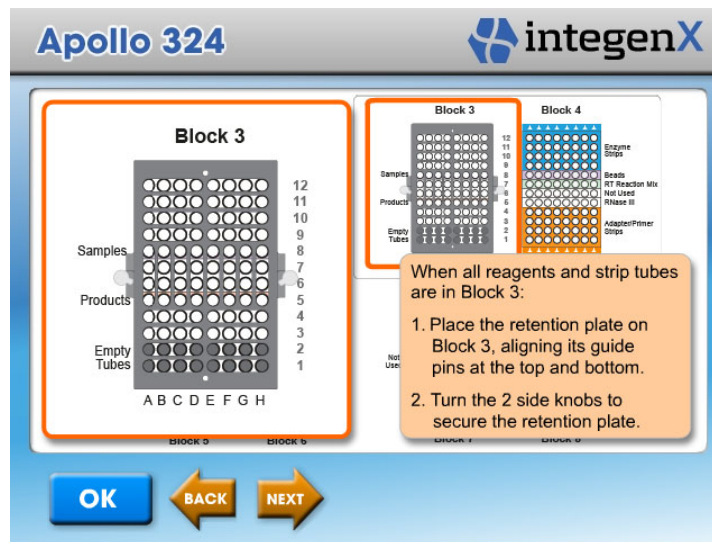 Apollo 324
integenX
Block 3
12
11
10
9
Samples 8
7
6
Products 5
4
3
Empty 2
Tubes 1
A B C D E F G H
Block 3
Block 4
12
11
10
9
Samples 8
7
6
Products 5
4
3
Empty 2
Tubes 1
Enzyme
Strips
Beads
RT Reaction Mix
Not Used
RNase III
Adapter/Primer
Strips
When all reagents and strip tubes
are in Block 3:
1. Place the retention plate on
Block 3, aligning its guide
pins at the top and bottom.
2. Turn the 2 side knobs to
secure the retention plate.
Not
Used
Block 5
Block 6
Block 7
OK
BACK
NEXT